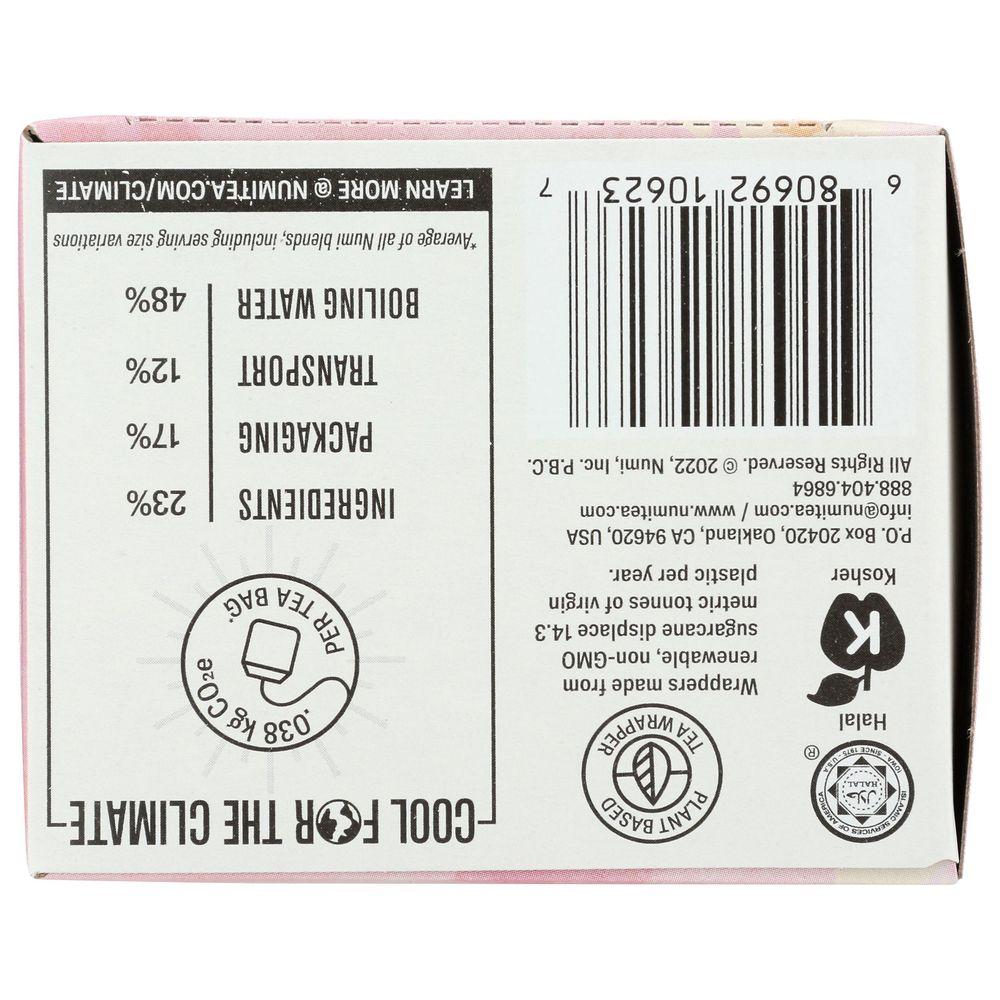 ISLAMIC SERVICES OF AMERICA
IOWA - SINCE 1975 - U.S.A.
حلال
HALAL
®
Halal
K
Kosher
PLANT BASED
TEA WRAPPER
Wrappers made from
renewable, non-GMO
sugarcane displace 14.3
metric tonnes of virgin
plastic per year.
P.O. Box 20420, Oakland, CA 94620, USA
info@numitea.com / www.numitea.com
888.404.6864
All Rights Reserved. © 2022, Numi, Inc. P.B.C.
6 80692 10623 7
COOL FOR THE CLIMATE
.038 kg CO₂e
PER TEA BAG*
INGREDIENTS 23%
PACKAGING 17%
TRANSPORT 12%
BOILING WATER 48%
*Average of all Numi blends, including serving size variations
LEARN MORE @ NUMITEA.COM/CLIMATE